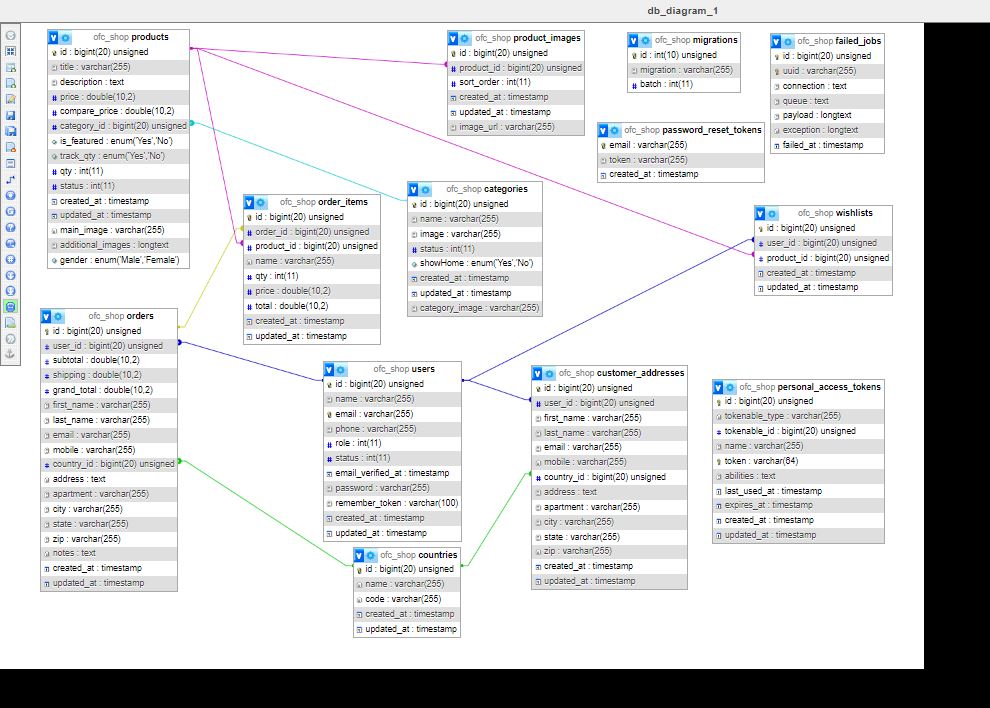 db_diagram_1
ofc_shop products
id : bigint(20) unsigned
title : varchar(255)
description : text
price : double(10,2)
compare_price : double(10,2)
category_id : bigint(20) unsigned
is_featured : enum('Yes','No')
track_qty : enum('Yes','No')
qty : int(11)
status : int(11)
created_at : timestamp
updated_at : timestamp
main_image : varchar(255)
additional_images : longtext
gender : enum('Male','Female')
ofc_shop product_images
id : bigint(20) unsigned
product_id : bigint(20) unsigned
sort_order : int(11)
created_at : timestamp
updated_at : timestamp
image_url : varchar(255)
ofc_shop migrations
id : int(10) unsigned
migration : varchar(255)
batch : int(11)
ofc_shop failed_jobs
id : bigint(20) unsigned
uuid : varchar(255)
connection : text
queue : text
payload : longtext
exception : longtext
failed_at : timestamp
ofc_shop password_reset_tokens
email : varchar(255)
token : varchar(255)
created_at : timestamp
ofc_shop order_items
id : bigint(20) unsigned
order_id : bigint(20) unsigned
product_id : bigint(20) unsigned
name : varchar(255)
qty : int(11)
price : double(10,2)
total : double(10,2)
created_at : timestamp
updated_at : timestamp
ofc_shop categories
id : bigint(20) unsigned
name : varchar(255)
image : varchar(255)
status : int(11)
showHome : enum('Yes','No')
created_at : timestamp
updated_at : timestamp
category_image : varchar(255)
ofc_shop wishlists
id : bigint(20) unsigned
user_id : bigint(20) unsigned
product_id : bigint(20) unsigned
created_at : timestamp
updated_at : timestamp
ofc_shop orders
id : bigint(20) unsigned
user_id : bigint(20) unsigned
subtotal : double(10,2)
shipping : double(10,2)
grand_total : double(10,2)
first_name : varchar(255)
last_name : varchar(255)
email : varchar(255)
mobile : varchar(255)
country_id : bigint(20) unsigned
address : text
apartment : varchar(255)
city : varchar(255)
state : varchar(255)
zip : varchar(255)
notes : text
created_at : timestamp
updated_at : timestamp
ofc_shop users
id : bigint(20) unsigned
name : varchar(255)
email : varchar(255)
phone : varchar(255)
role : int(11)
status : int(11)
email_verified_at : timestamp
password : varchar(255)
remember_token : varchar(100)
created_at : timestamp
updated_at : timestamp
ofc_shop customer_addresses
id : bigint(20) unsigned
user_id : bigint(20) unsigned
first_name : varchar(255)
last_name : varchar(255)
email : varchar(255)
mobile : varchar(255)
country_id : bigint(20) unsigned
address : text
apartment : varchar(255)
city : varchar(255)
state : varchar(255)
zip : varchar(255)
created_at : timestamp
updated_at : timestamp
ofc_shop personal_access_tokens
id : bigint(20) unsigned
tokenable_type : varchar(255)
tokenable_id : bigint(20) unsigned
name : varchar(255)
token : varchar(64)
abilities : text
last_used_at : timestamp
expires_at : timestamp
created_at : timestamp
updated_at : timestamp
ofc_shop countries
id : bigint(20) unsigned
name : varchar(255)
code : varchar(255)
created_at : timestamp
updated_at : timestamp